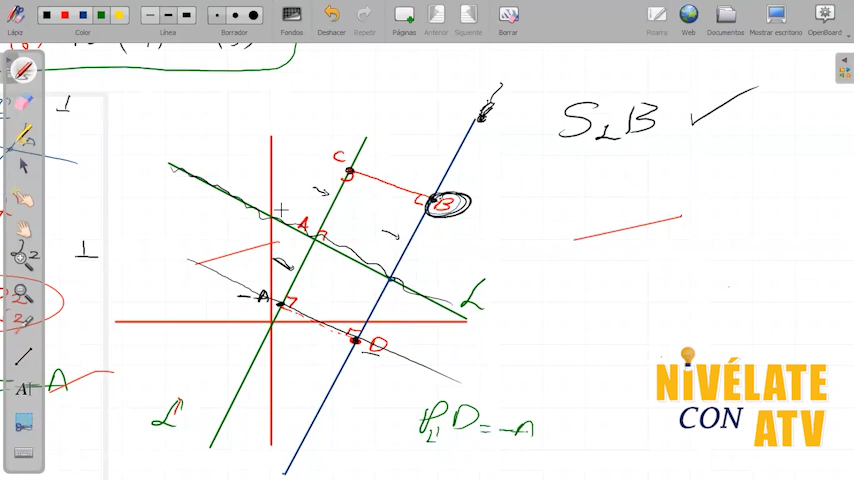 Lápiz
Color
Línea
Borrador
Fondos
Deshacer
Repetir
Páginas
Anterior
Siguiente
Borrar
Pizarra
Web
Documentos
Mostrar escritorio
OpenBoard
C
B
A
-A
D
L
S_L B ✓
P_L'' D = -A
A
NIVÉLATE
CON
ATV